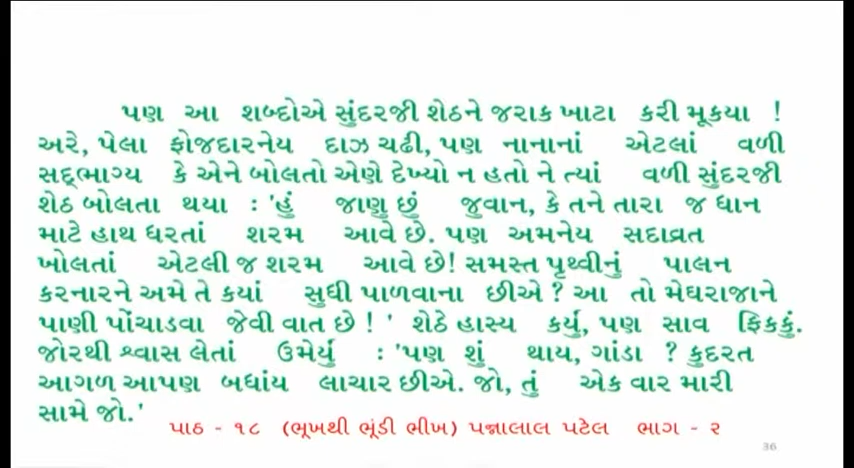 પણ આ શબ્દોએ સુંદરજી શેઠને જરાક ખાટા કરી મૂકયા !
અરે, પેલા ફોજદારનેય દાઝ ચઢી, પણ નાનાનાં એટલાં વળી
સદ્‌ભાગ્ય કે એને બોલતો એણે દેખ્યો ન હતો ને ત્યાં વળી સુંદરજી
શેઠ બોલતા થયા : 'હું જાણુ છું જુવાન, કે તને તારા જ ધાન
માટે હાથ ધરતાં શરમ આવે છે. પણ અમનેય સદાવ્રત
ખોલતાં એટલી જ શરમ આવે છે! સમસ્ત પૃથ્વીનું પાલન
કરનારને અમે તે કયાં સુધી પાળવાના છીએ ? આ તો મેઘરાજાને
પાણી પોંચાડવા જેવી વાત છે ! ' શેઠે હાસ્ય કર્યુ, પણ સાવ ફિકકું.
જોરથી શ્વાસ લેતાં ઉમેર્યું : 'પણ શું થાય, ગાંડા ? કુદરત
આગળ આપણ બધાંય લાચાર છીએ. જો, તું એક વાર મારી
સામે જો.'
પાઠ - ૧૮ (ભૂખથી ભૂંડી ભીખ) પન્નાલાલ પટેલ ભાગ - ૨
36